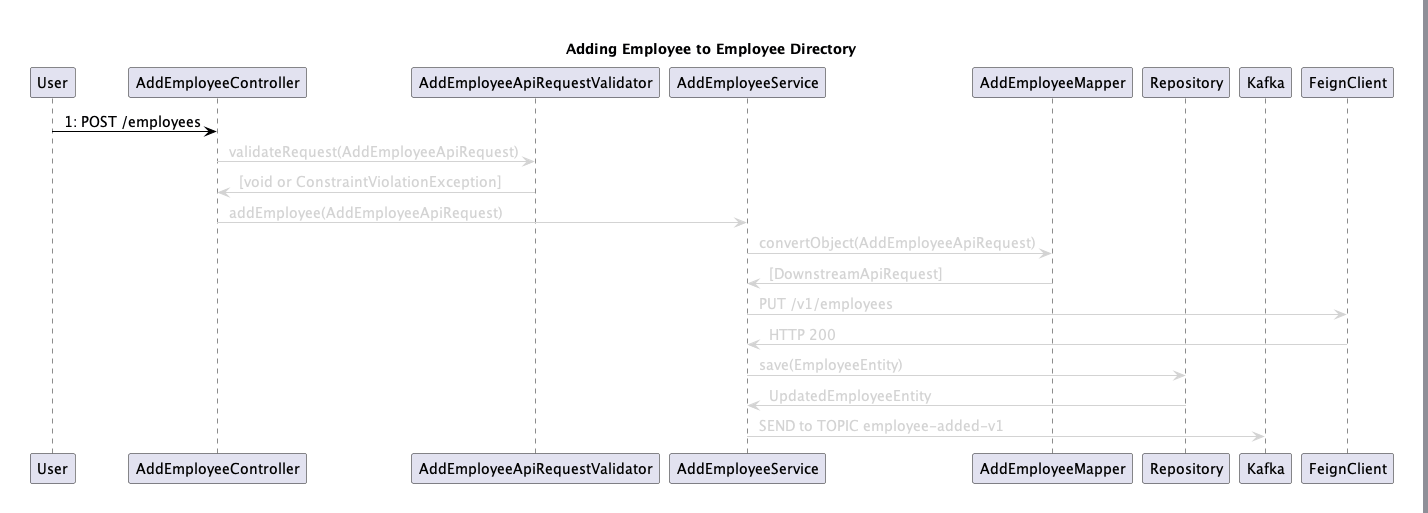 Adding Employee to Employee Directory
User AddEmployeeController AddEmployeeApiRequestValidator AddEmployeeService AddEmployeeMapper Repository Kafka FeignClient
1: POST /employees
validateRequest(AddEmployeeApiRequest)
[void or ConstraintViolationException]
addEmployee(AddEmployeeApiRequest)
convertObject(AddEmployeeApiRequest)
[DownstreamApiRequest]
PUT /v1/employees
HTTP 200
save(EmployeeEntity)
UpdatedEmployeeEntity
SEND to TOPIC employee-added-v1
User AddEmployeeController AddEmployeeApiRequestValidator AddEmployeeService AddEmployeeMapper Repository Kafka FeignClient